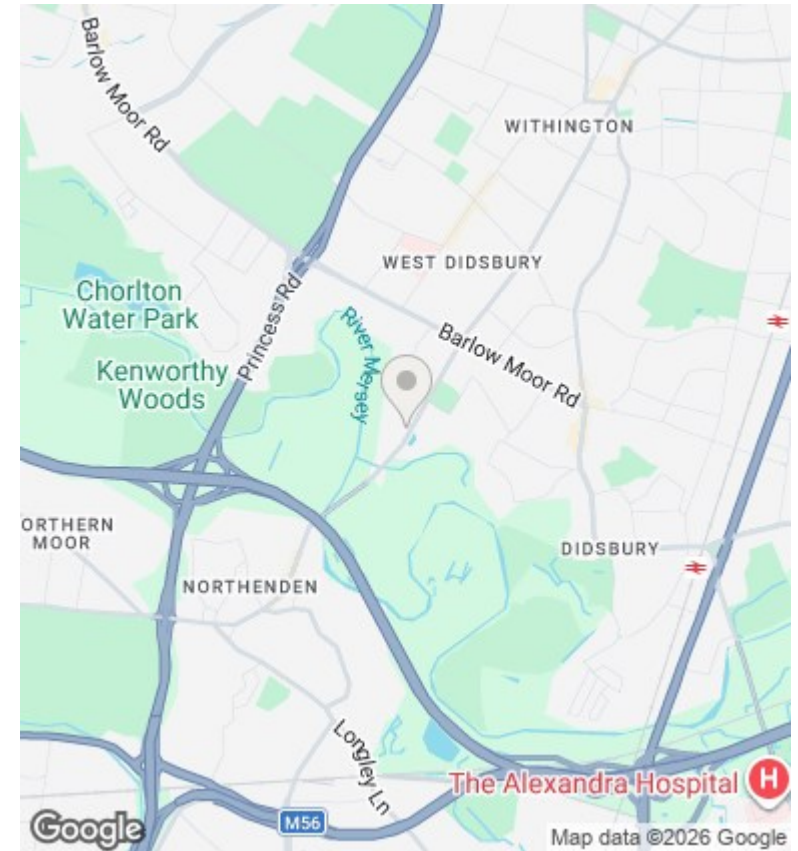 Barlow Moor Rd
WITHINGTON
WEST DIDSBURY
Chorlton
Water Park
Princess Rd
River Mersey
Barlow Moor Rd
Kenworthy
Woods
ORTHERN
MOOR
DIDSBURY
NORTHENDEN
Longley Ln
The Alexandra Hospital
H
M56
Google
Map data ©2026 Google